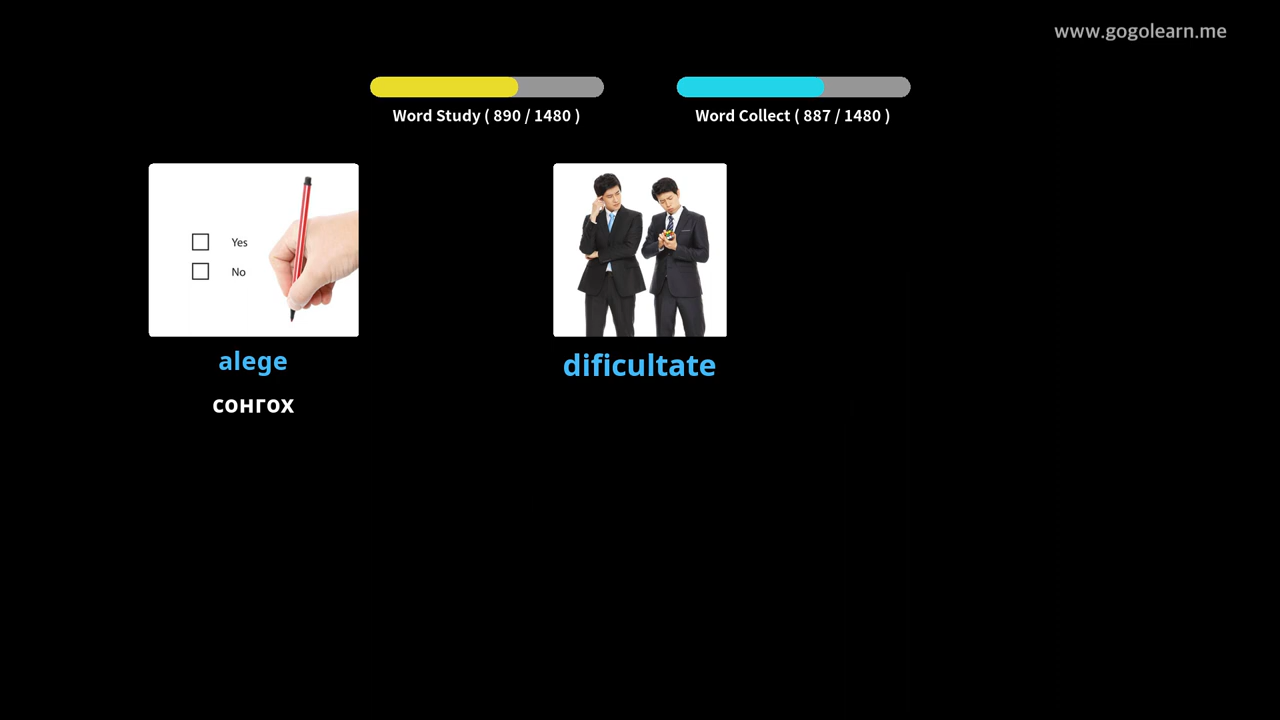 www.gogolearn.me
Word Study ( 890 / 1480 )
Word Collect ( 887 / 1480 )
Yes
No
alege
сонгох
dificultate